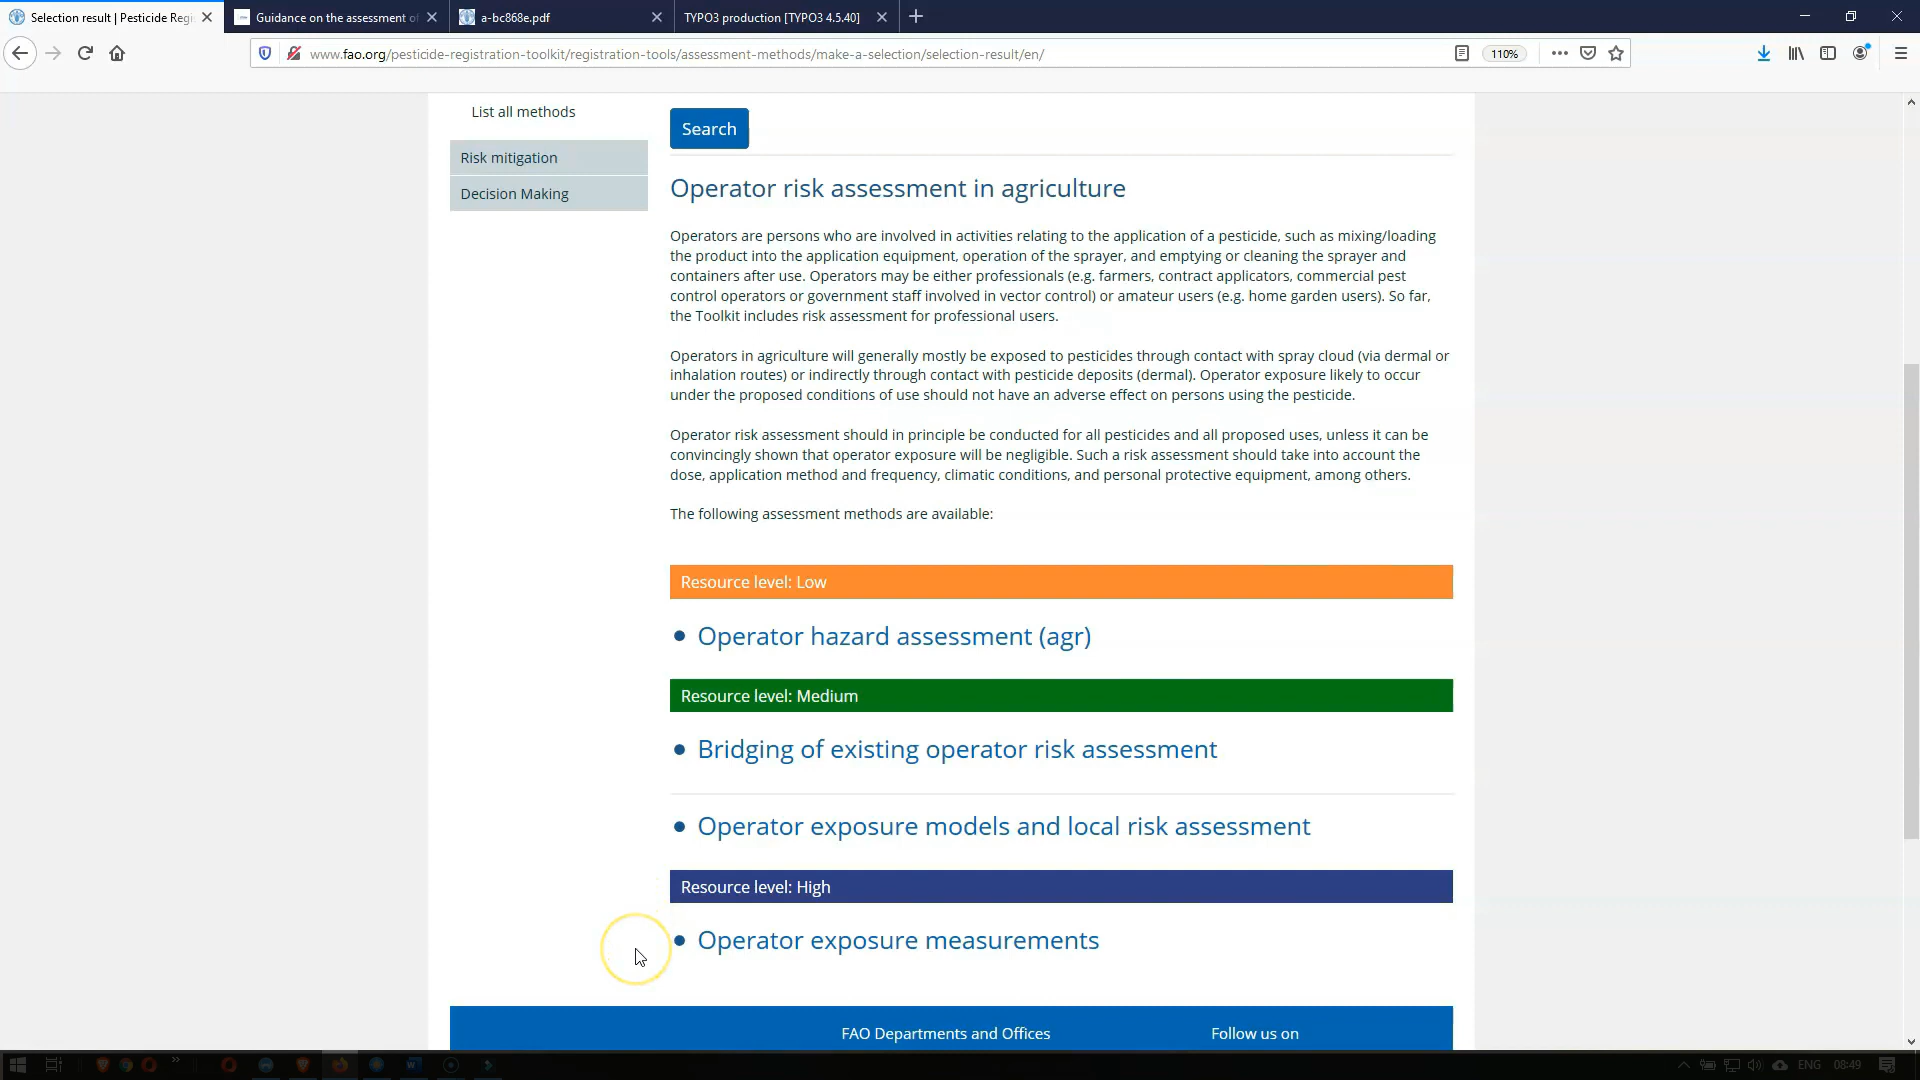 Selection result | Pesticide Regi
Guidance on the assessment of
a-bc868e.pdf
TYPO3 production [TYPO3 4.5.40]
www.fao.org/pesticide-registration-toolkit/registration-tools/assessment-methods/make-a-selection/selection-result/en/
110%
List all methods
Risk mitigation
Decision Making
Search
Operator risk assessment in agriculture
Operators are persons who are involved in activities relating to the application of a pesticide, such as mixing/loading
the product into the application equipment, operation of the sprayer, and emptying or cleaning the sprayer and
containers after use. Operators may be either professionals (e.g. farmers, contract applicators, commercial pest
control operators or government staff involved in vector control) or amateur users (e.g. home garden users). So far,
the Toolkit includes risk assessment for professional users.
Operators in agriculture will generally mostly be exposed to pesticides through contact with spray cloud (via dermal or
inhalation routes) or indirectly through contact with pesticide deposits (dermal). Operator exposure likely to occur
under the proposed conditions of use should not have an adverse effect on persons using the pesticide.
Operator risk assessment should in principle be conducted for all pesticides and all proposed uses, unless it can be
convincingly shown that operator exposure will be negligible. Such a risk assessment should take into account the
dose, application method and frequency, climatic conditions, and personal protective equipment, among others.
The following assessment methods are available:
Resource level: Low
• Operator hazard assessment (agr)
Resource level: Medium
• Bridging of existing operator risk assessment
• Operator exposure models and local risk assessment
Resource level: High
• Operator exposure measurements
FAO Departments and Offices
Follow us on
ENG
08:49